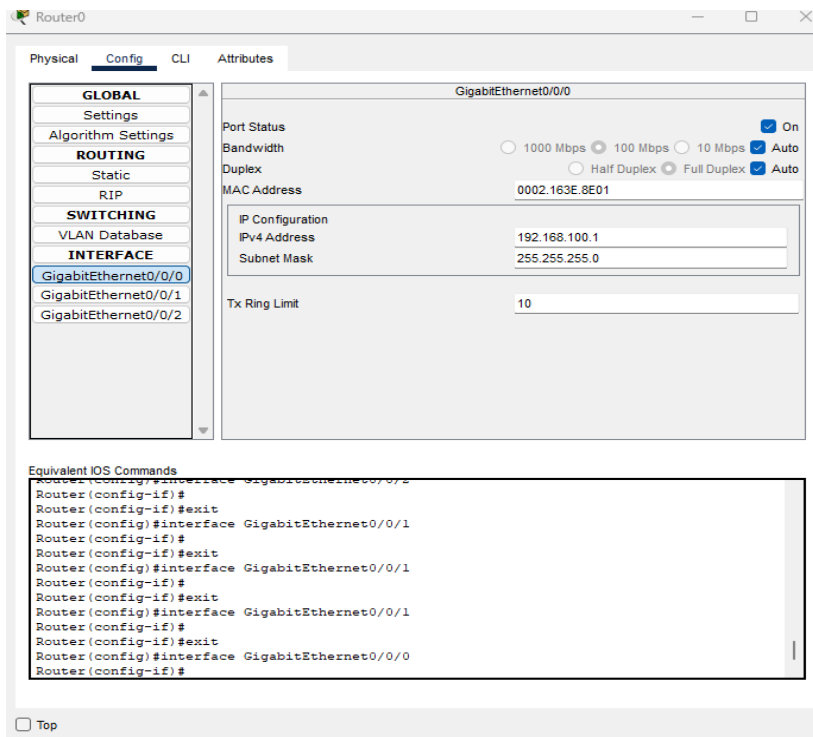 Router0
Physical Config CLI Attributes
GLOBAL
Settings
Algorithm Settings
ROUTING
Static
RIP
SWITCHING
VLAN Database
INTERFACE
GigabitEthernet0/0/0
GigabitEthernet0/0/1
GigabitEthernet0/0/2
GigabitEthernet0/0/0
Port Status On
Bandwidth 1000 Mbps 100 Mbps 10 Mbps Auto
Duplex Half Duplex Full Duplex Auto
MAC Address 0002.163E.8E01
IP Configuration
IPv4 Address 192.168.100.1
Subnet Mask 255.255.255.0
Tx Ring Limit 10
Equivalent IOS Commands
Router(config)#interface GigabitEthernet0/0/2
Router(config-if)#
Router(config-if)#exit
Router(config)#interface GigabitEthernet0/0/1
Router(config-if)#
Router(config-if)#exit
Router(config)#interface GigabitEthernet0/0/1
Router(config-if)#
Router(config-if)#exit
Router(config)#interface GigabitEthernet0/0/1
Router(config-if)#
Router(config-if)#exit
Router(config)#interface GigabitEthernet0/0/0
Router(config-if)#
Top